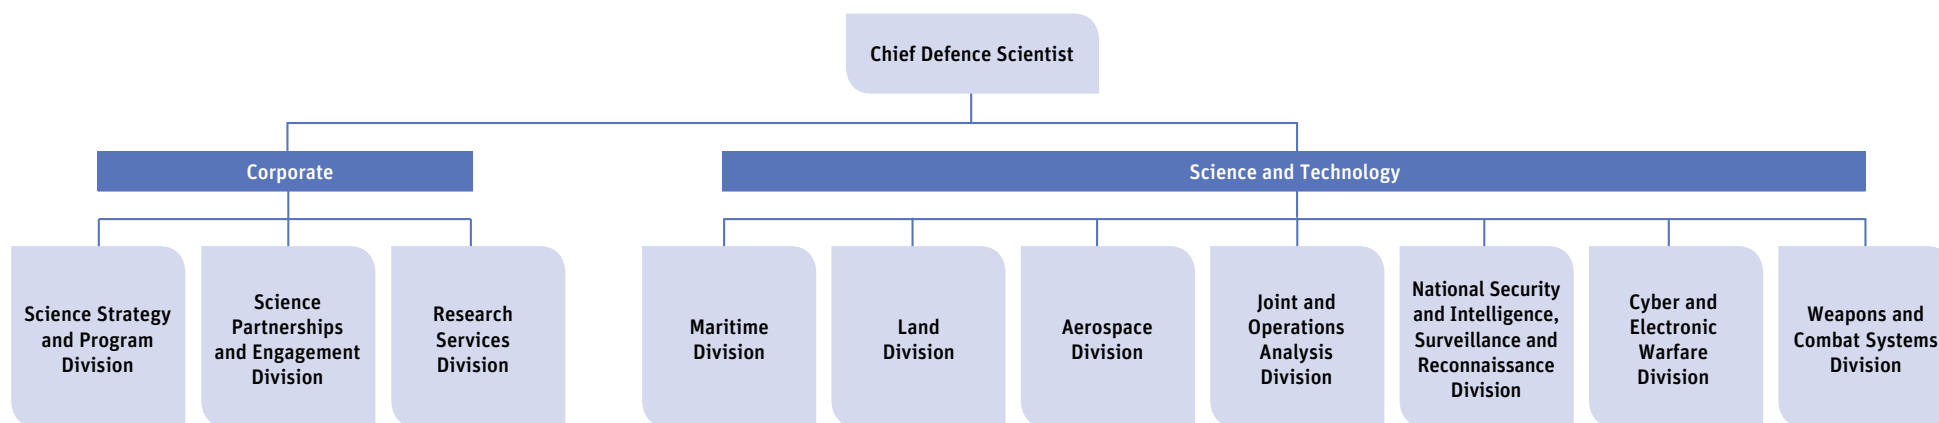 Chief Defence Scientist
Corporate
Science and Technology
Science Strategy
and Program
Division
Science
Partnerships
and Engagement
Division
Research
Services
Division
Maritime
Division
Land
Division
Aerospace
Division
Joint and
Operations
Analysis
Division
National Security
and Intelligence,
Surveillance and
Reconnaissance
Division
Cyber and
Electronic
Warfare
Division
Weapons and
Combat Systems
Division